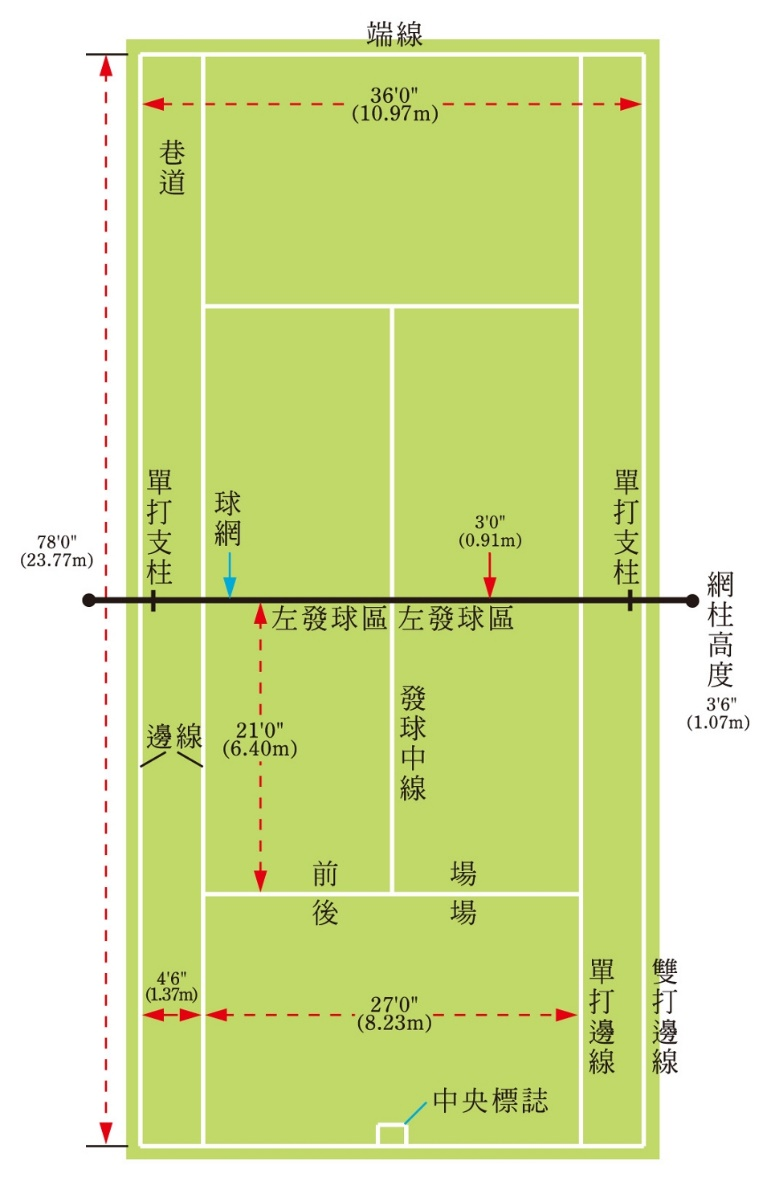 端線
36'0"
(10.97m)
巷道
單打支柱
球網
3'0"
(0.91m)
單打支柱
78'0"
(23.77m)
網柱高度
3'6"
(1.07m)
左發球區
左發球區
邊線
21'0"
(6.40m)
發球中線
前場
後場
4'6"
(1.37m)
27'0"
(8.23m)
單打邊線
雙打邊線
中央標誌